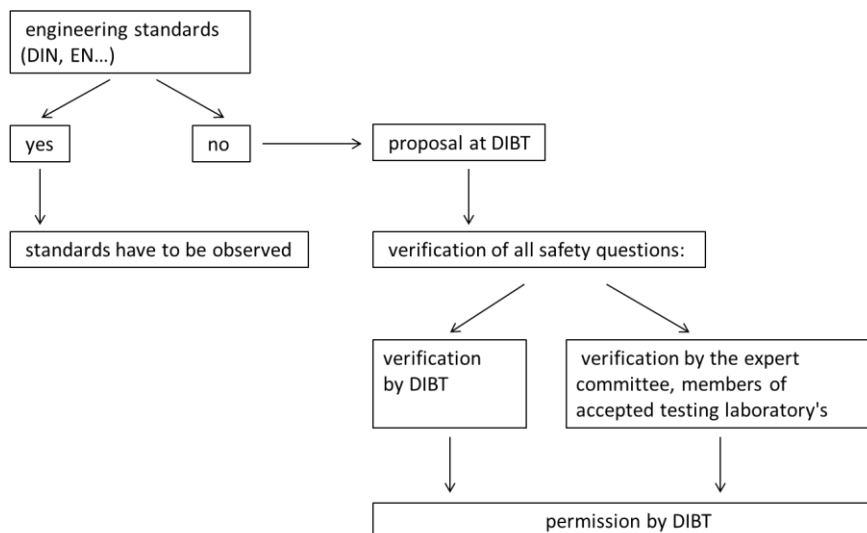 engineering standards
(DIN, EN...)
yes
no
proposal at DIBT
standards have to be observed
verification of all safety questions:
verification
by DIBT
verification by the expert
committee, members of
accepted testing laboratory's
permission by DIBT